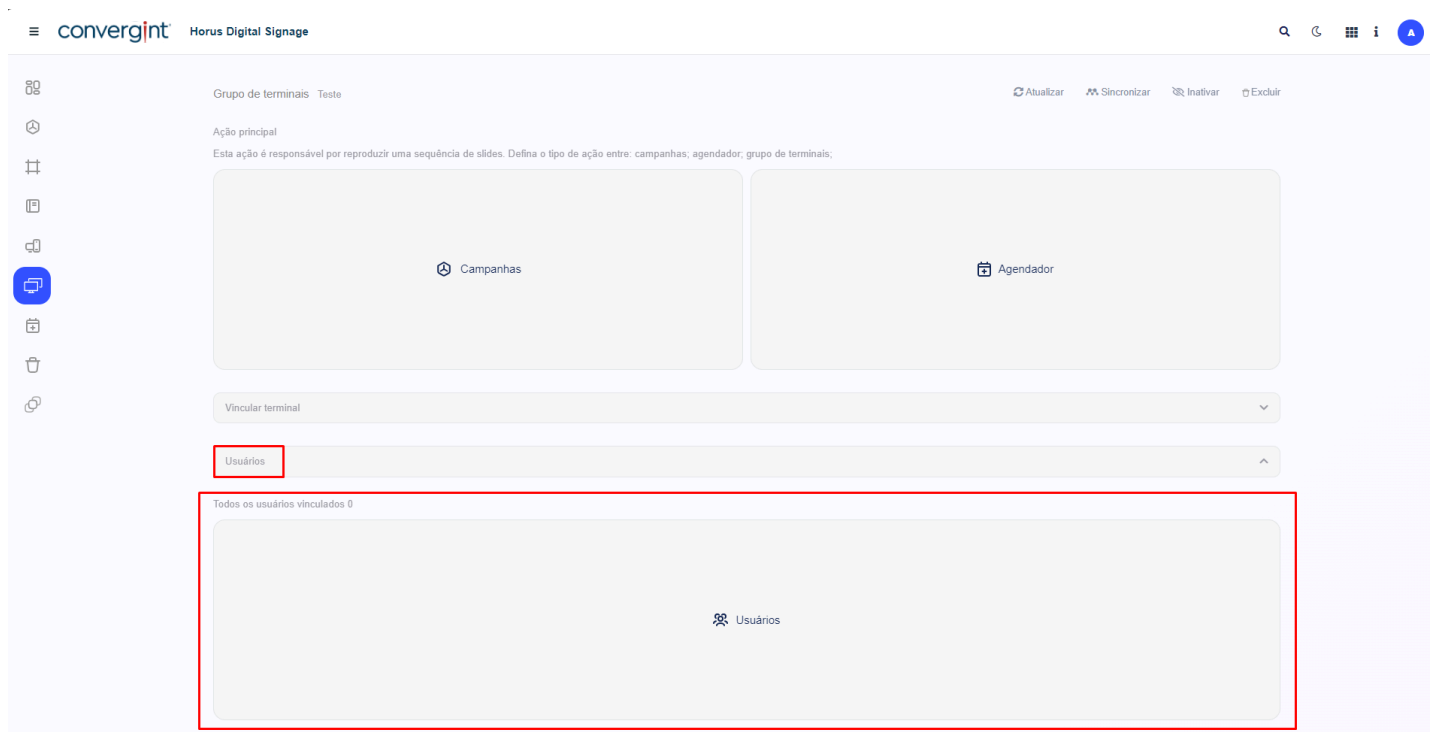 convergint Horus Digital Signage
A
Grupo de terminais Teste
Atualizar Sincronizar Inativar Excluir
Ação principal
Esta ação é responsável por reproduzir uma sequência de slides. Defina o tipo de ação entre: campanhas; agendador; grupo de terminais;
Campanhas
Agendador
Vincular terminal
Usuários
Todos os usuários vinculados 0
Usuários